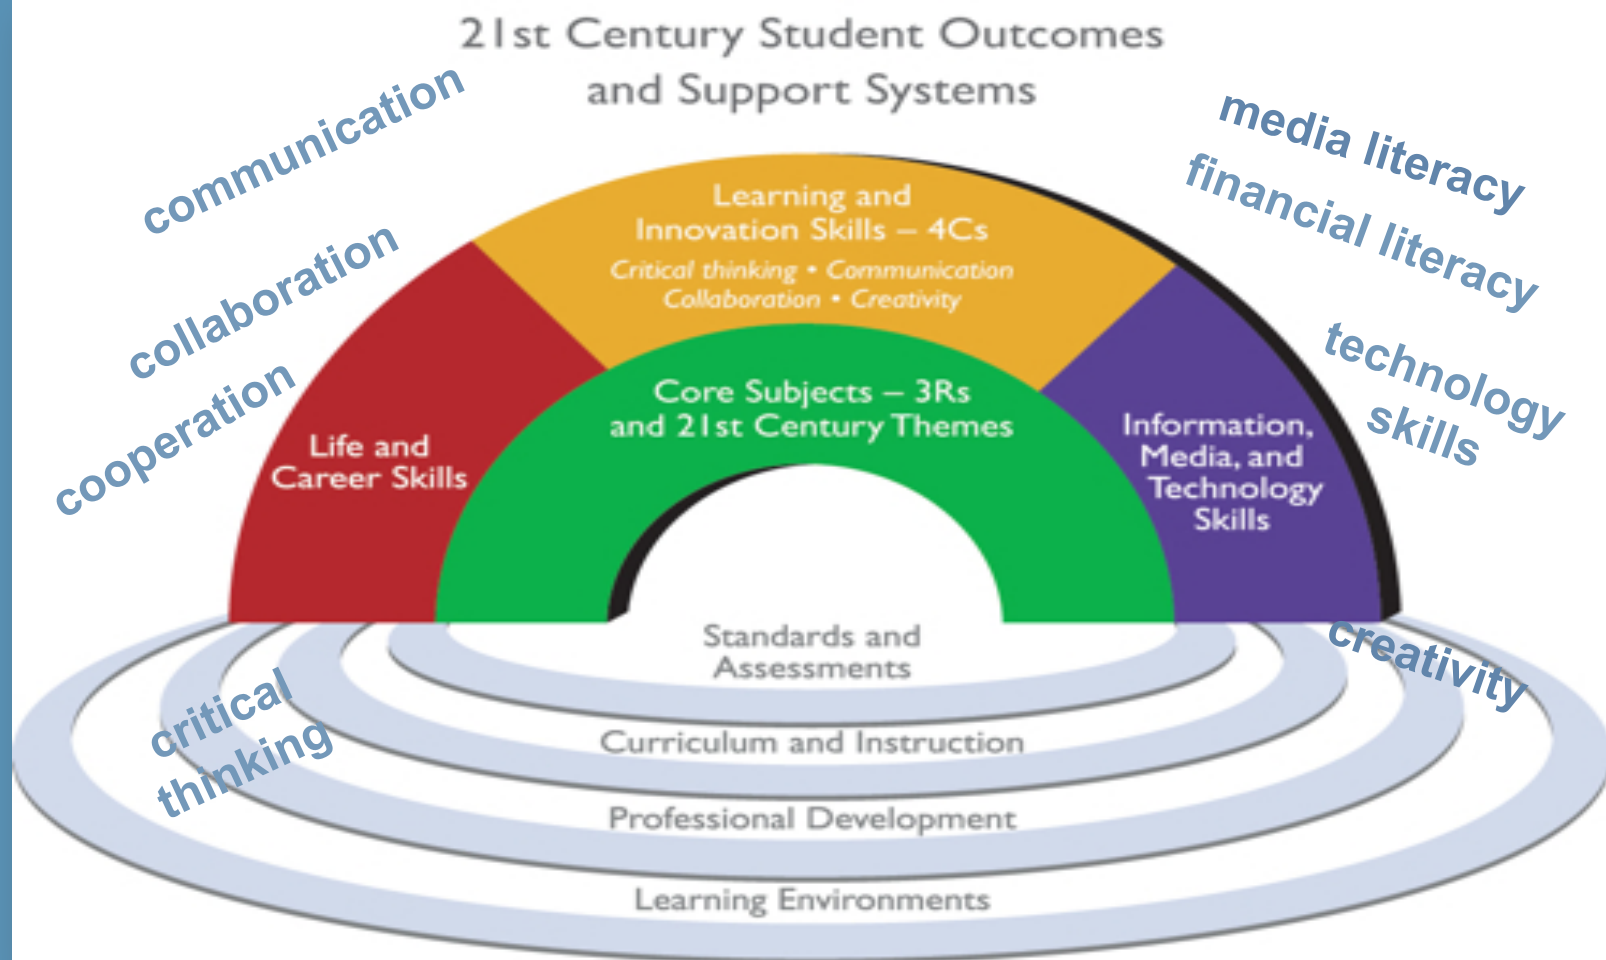 21st Century Student Outcomes
and Support Systems
communication
collaboration
cooperation
critical
thinking
media literacy
financial literacy
technology
skills
creativity
Learning and
Innovation Skills – 4Cs
Critical thinking • Communication
Collaboration • Creativity
Core Subjects – 3Rs
and 21st Century Themes
Life and
Career Skills
Information,
Media, and
Technology
Skills
Standards and
Assessments
Curriculum and Instruction
Professional Development
Learning Environments